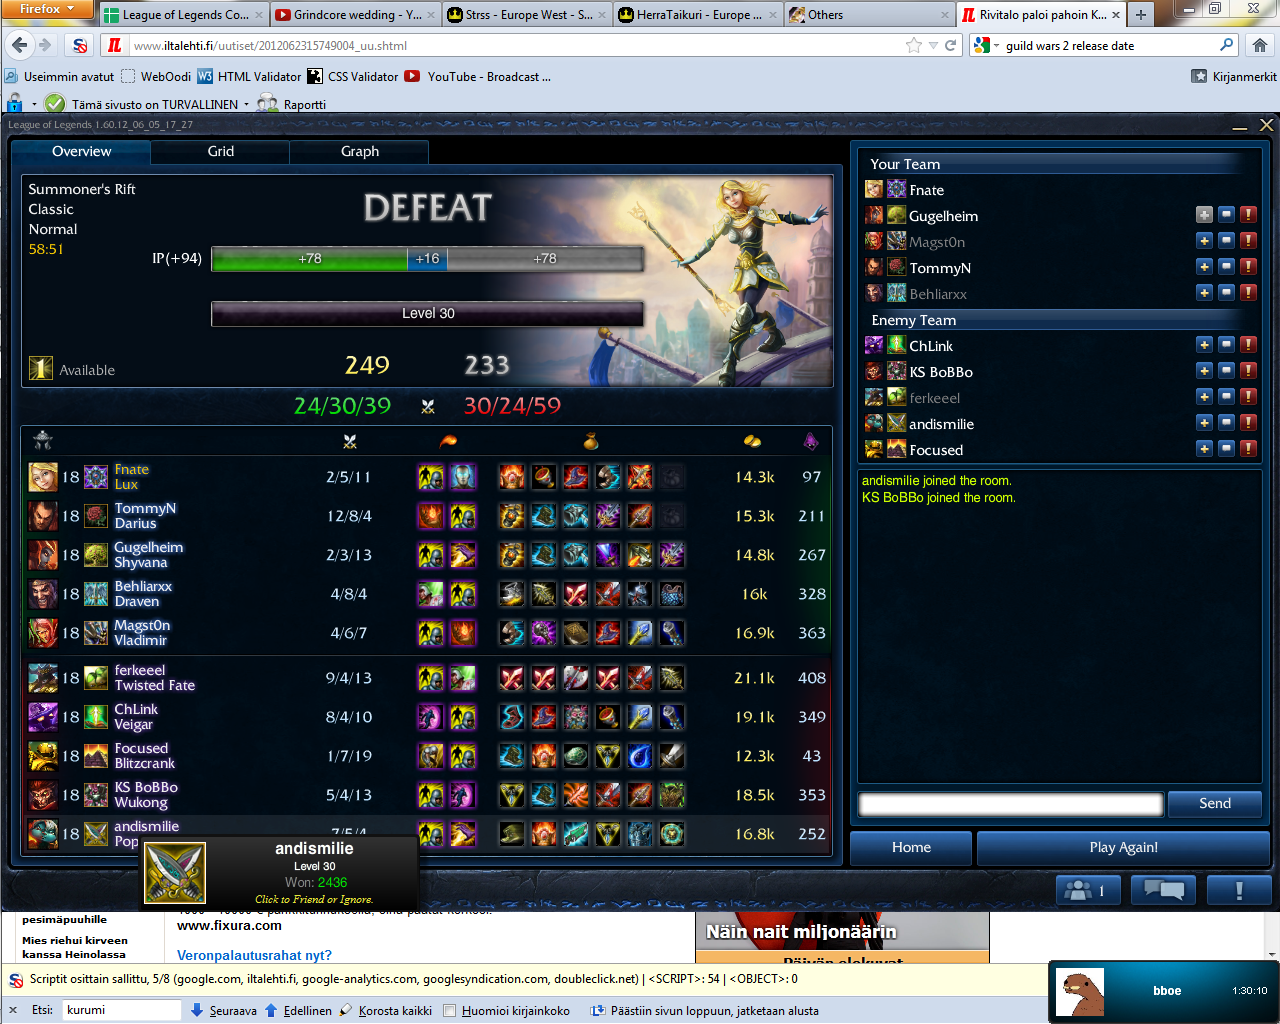 Firefox
League of Legends Co...
Grindcore wedding - Y...
Strss - Europe West - S...
HerraTaikuri - Europe ...
Others
Rivitalo paloi pahoin K...
www.iltalehti.fi/uutiset/2012062315749004_uu.shtml
guild wars 2 release date
Useimmin avatut
WebOodi
HTML Validator
CSS Validator
YouTube - Broadcast ...
Kirjanmerkit
Tämä sivusto on TURVALLINEN
Raportti
League of Legends 1.60.12_06_05_17_27
Overview
Grid
Graph
Summoner's Rift
Classic
Normal
58:51
DEFEAT
IP(+94)
+78
+16
+78
Level 30
Available
249
233
24/30/39
30/24/59
18 Fnate Lux 2/5/11 14.3k 97
18 TommyN Darius 12/8/4 15.3k 211
18 Gugelheim Shyvana 2/3/13 14.8k 267
18 Behliarxx Draven 4/8/4 16k 328
18 Magst0n Vladimir 4/6/7 16.9k 363
18 ferkeeel Twisted Fate 9/4/13 21.1k 408
18 ChLink Veigar 8/4/10 19.1k 349
18 Focused Blitzcrank 1/7/19 12.3k 43
18 KS BoBBo Wukong 5/4/13 18.5k 353
18 andismilie Pop 7/5/4 16.8k 252
andismilie
Level 30
Won: 2436
Click to Friend or Ignore.
Your Team
Fnate
Gugelheim
Magst0n
TommyN
Behliarxx
Enemy Team
ChLink
KS BoBBo
ferkeeel
andismilie
Focused
andismilie joined the room.
KS BoBBo joined the room.
Send
Home
Play Again!
1
pesimäpuuhille
Mies riehui kirveen
kanssa Heinolassa
www.fixura.com
Veronpalautusrahat nyt?
Näin nait miljonäärin
Päivän elokuvat
Scriptit osittain sallittu, 5/8 (google.com, iltalehti.fi, google-analytics.com, googlesyndication.com, doubleclick.net) | <SCRIPT>: 54 | <OBJECT>: 0
bboe
1:30:10
Etsi:
kurumi
Seuraava
Edellinen
Korosta kaikki
Huomioi kirjainkoko
Päästiin sivun loppuun, jatketaan alusta